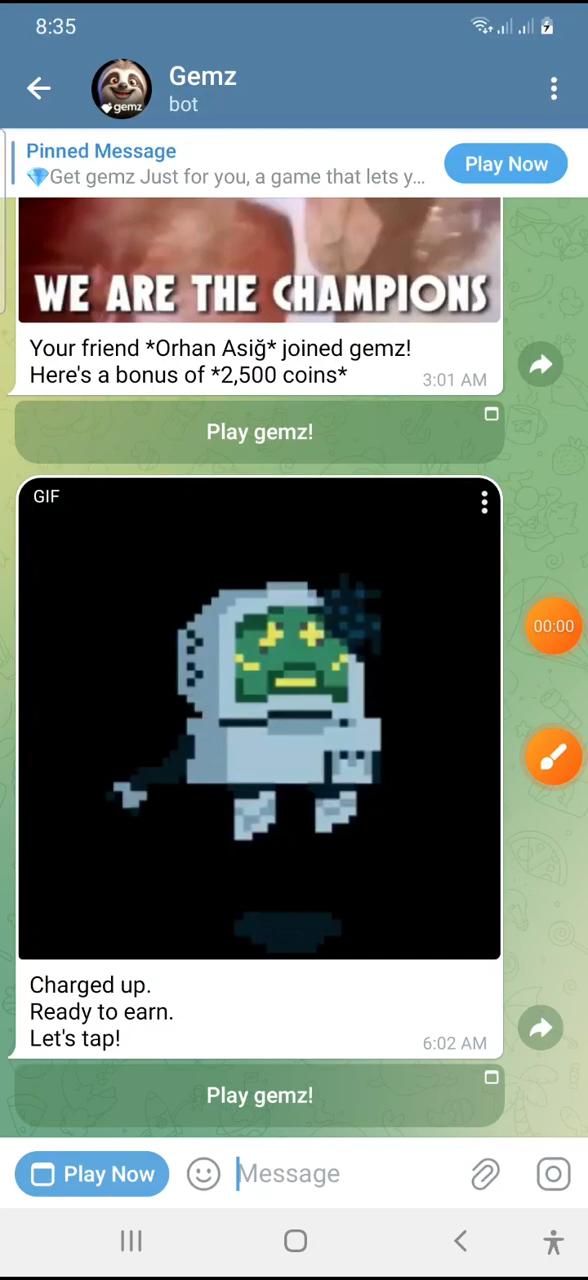 8:35
gemz
Gemz
bot
Pinned Message
💎Get gemz Just for you, a game that lets y...
Play Now
WE ARE THE CHAMPIONS
Your friend *Orhan Asiğ* joined gemz!
Here's a bonus of *2,500 coins*
3:01 AM
Play gemz!
GIF
00:00
Charged up.
Ready to earn.
Let's tap!
6:02 AM
Play gemz!
Play Now
Message